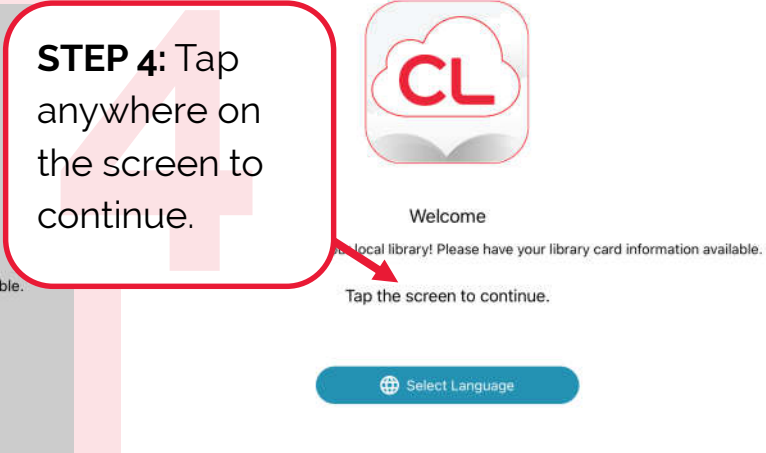 STEP 4: Tap
anywhere on
the screen to
continue.
4
CL
Welcome
local library! Please have your library card information available.
Tap the screen to continue.
Select Language